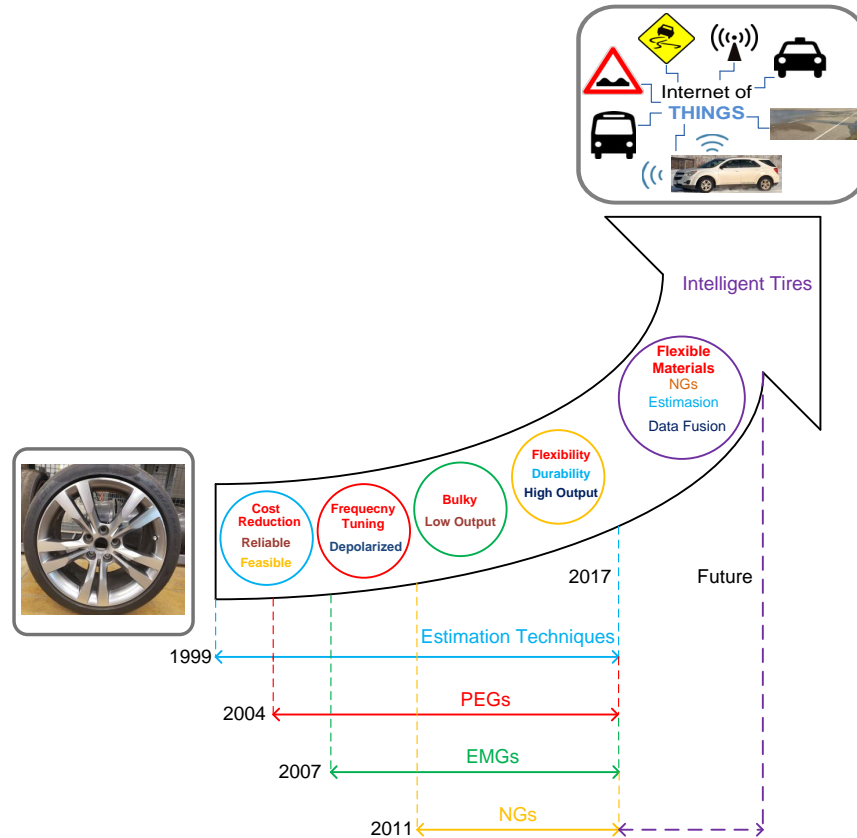 Internet of
THINGS
Intelligent Tires
Flexible
Materials
NGs
Estimasion
Data Fusion
Flexibility
Durability
High Output
Bulky
Low Output
Frequecny
Tuning
Depolarized
Cost
Reduction
Reliable
Feasible
2017
Future
Estimation Techniques
1999
PEGs
2004
EMGs
2007
NGs
2011